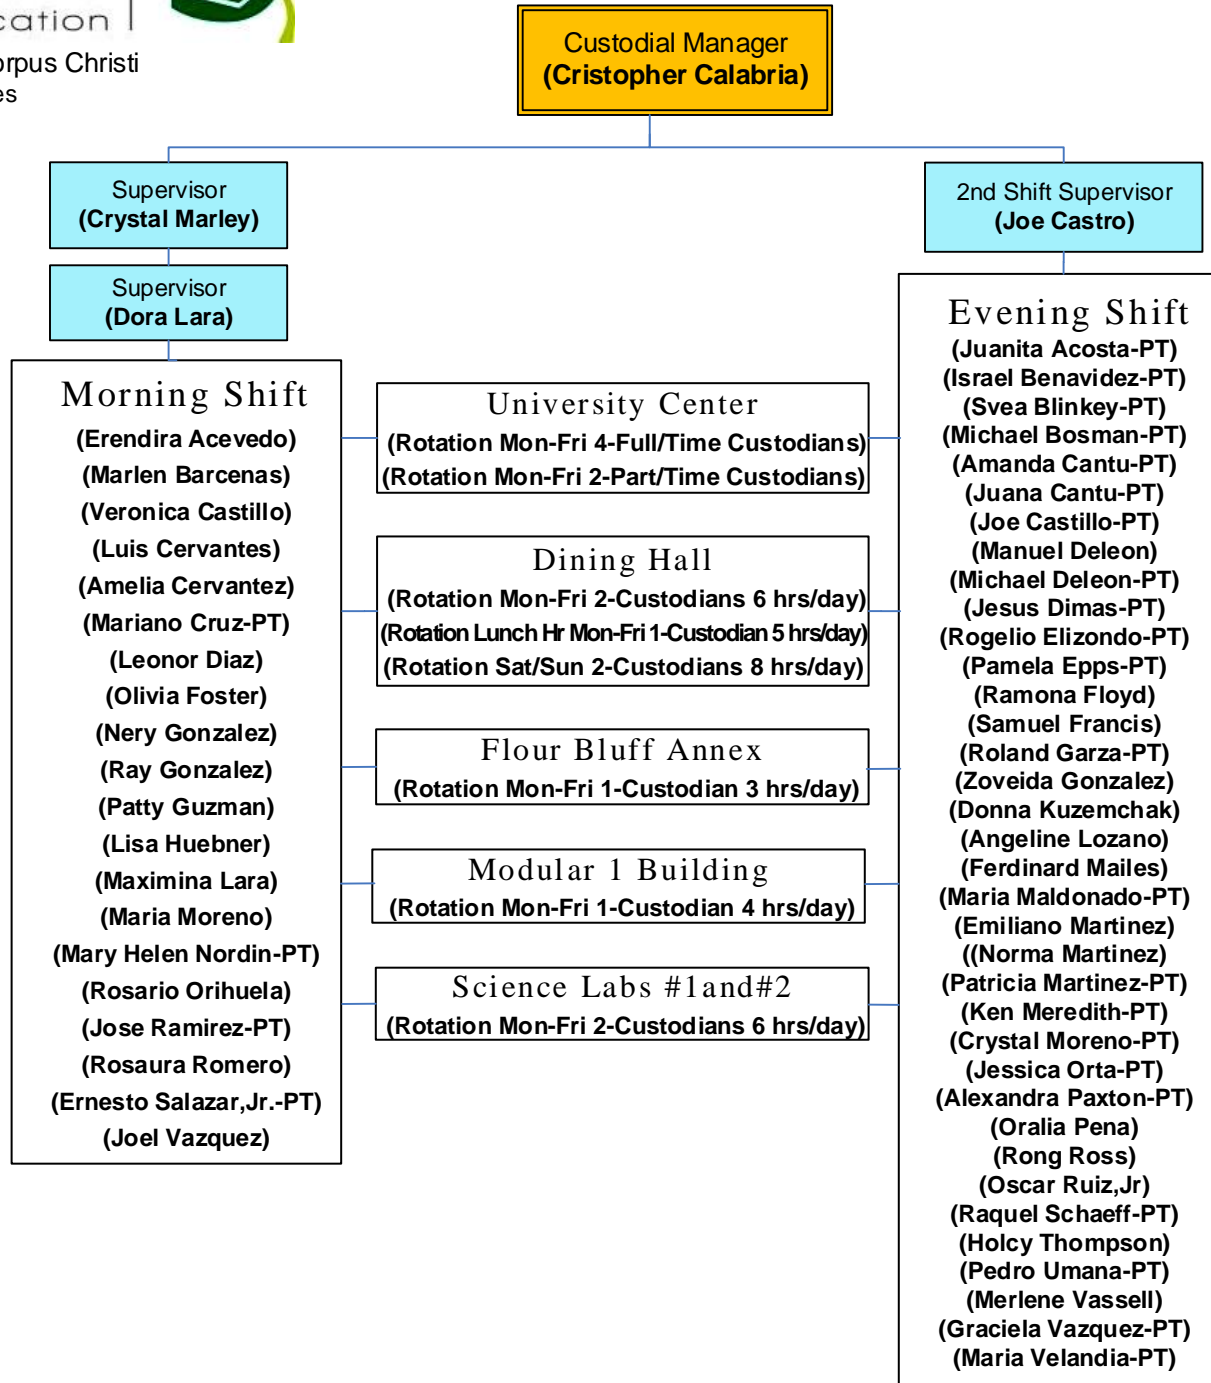 Custodial Manager
(Cristopher Calabria)
Supervisor
(Crystal Marley)
Supervisor
(Dora Lara)
2nd Shift Supervisor
(Joe Castro)
Morning Shift
(Erendira Acevedo)
(Marlen Barcenas)
(Veronica Castillo)
(Luis Cervantes)
(Amelia Cervantez)
(Mariano Cruz-PT)
(Leonor Diaz)
(Olivia Foster)
(Nery Gonzalez)
(Ray Gonzalez)
(Patty Guzman)
(Lisa Huebner)
(Maximina Lara)
(Maria Moreno)
(Mary Helen Nordin-PT)
(Rosario Orihuela)
(Jose Ramirez-PT)
(Rosaura Romero)
(Ernesto Salazar,Jr.-PT)
(Joel Vazquez)
University Center
(Rotation Mon-Fri 4-Full/Time Custodians)
(Rotation Mon-Fri 2-Part/Time Custodians)
Dining Hall
(Rotation Mon-Fri 2-Custodians 6 hrs/day)
(Rotation Lunch Hr Mon-Fri 1-Custodian 5 hrs/day)
(Rotation Sat/Sun 2-Custodians 8 hrs/day)
Flour Bluff Annex
(Rotation Mon-Fri 1-Custodian 3 hrs/day)
Modular 1 Building
(Rotation Mon-Fri 1-Custodian 4 hrs/day)
Science Labs #1and#2
(Rotation Mon-Fri 2-Custodians 6 hrs/day)
Evening Shift
(Juanita Acosta-PT)
(Israel Benavidez-PT)
(Svea Blinkey-PT)
(Michael Bosman-PT)
(Amanda Cantu-PT)
(Juana Cantu-PT)
(Joe Castillo-PT)
(Manuel Deleon)
(Michael Deleon-PT)
(Jesus Dimas-PT)
(Rogelio Elizondo-PT)
(Pamela Epps-PT)
(Ramona Floyd)
(Samuel Francis)
(Roland Garza-PT)
(Zoveida Gonzalez)
(Donna Kuzemchak)
(Angeline Lozano)
(Ferdinard Mailes)
(Maria Maldonado-PT)
(Emiliano Martinez)
((Norma Martinez)
(Patricia Martinez-PT)
(Ken Meredith-PT)
(Crystal Moreno-PT)
(Jessica Orta-PT)
(Alexandra Paxton-PT)
(Oralia Pena)
(Rong Ross)
(Oscar Ruiz,Jr)
(Raquel Schaeff-PT)
(Holcy Thompson)
(Pedro Umana-PT)
(Merlene Vassell)
(Graciela Vazquez-PT)
(Maria Velandia-PT)
Christi